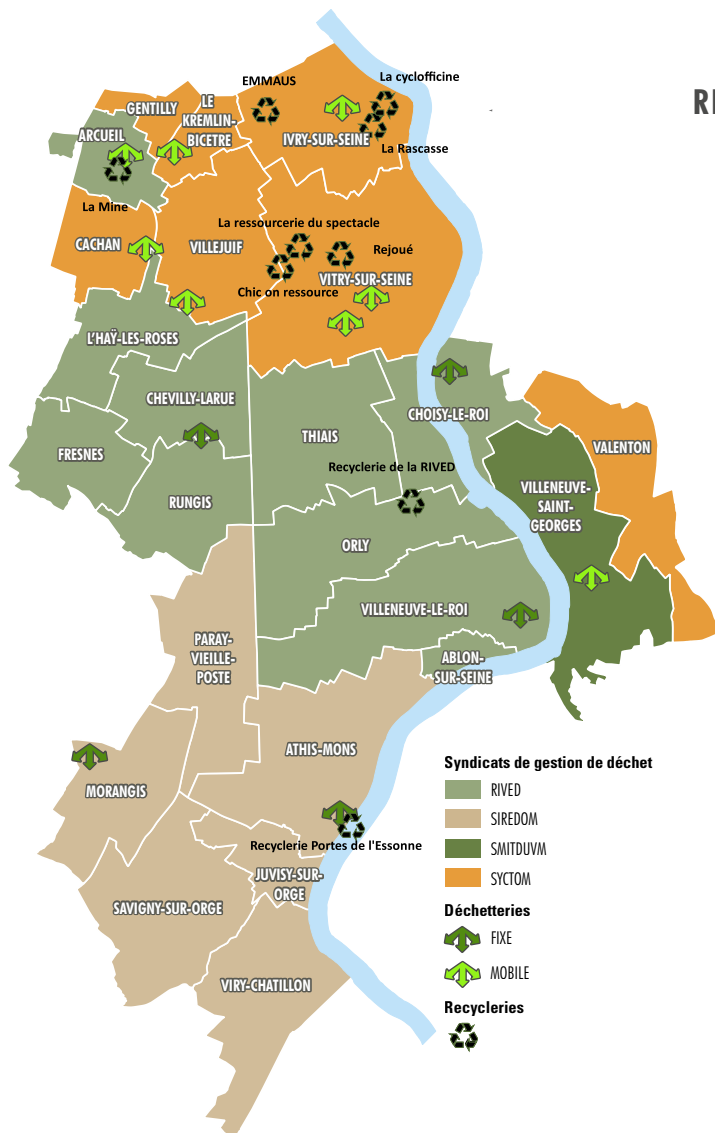 RE
EMMAUS
La cyclofficine
GENTILLY
LE
KREMLIN-
BICETRE
ARCUEIL
IVRY-SUR-SEINE
La Rascasse
La Mine
CACHAN
VILLEJUIF
La ressourcerie du spectacle
Rejoué
VITRY-SUR-SEINE
Chic on ressource
L'HAŸ-LES-ROSES
CHEVILLY-LARUE
CHOISY-LE-ROI
THIAIS
FRESNES
VALENTON
Recyclerie de la RIVED
RUNGIS
VILLENEUVE-
SAINT-
GEORGES
ORLY
VILLENEUVE-LE-ROI
PARAY-
VIEILLE-
POSTE
ABLON-
SUR-SEINE
ATHIS-MONS
MORANGIS
Recyclerie Portes de l'Essonne
JUVISY-SUR-
ORGE
SAVIGNY-SUR-ORGE
VIRY-CHATILLON
Syndicats de gestion de déchet
RIVED
SIREDOM
SMITDUVM
SYCTOM
Déchetteries
FIXE
MOBILE
Recycleries